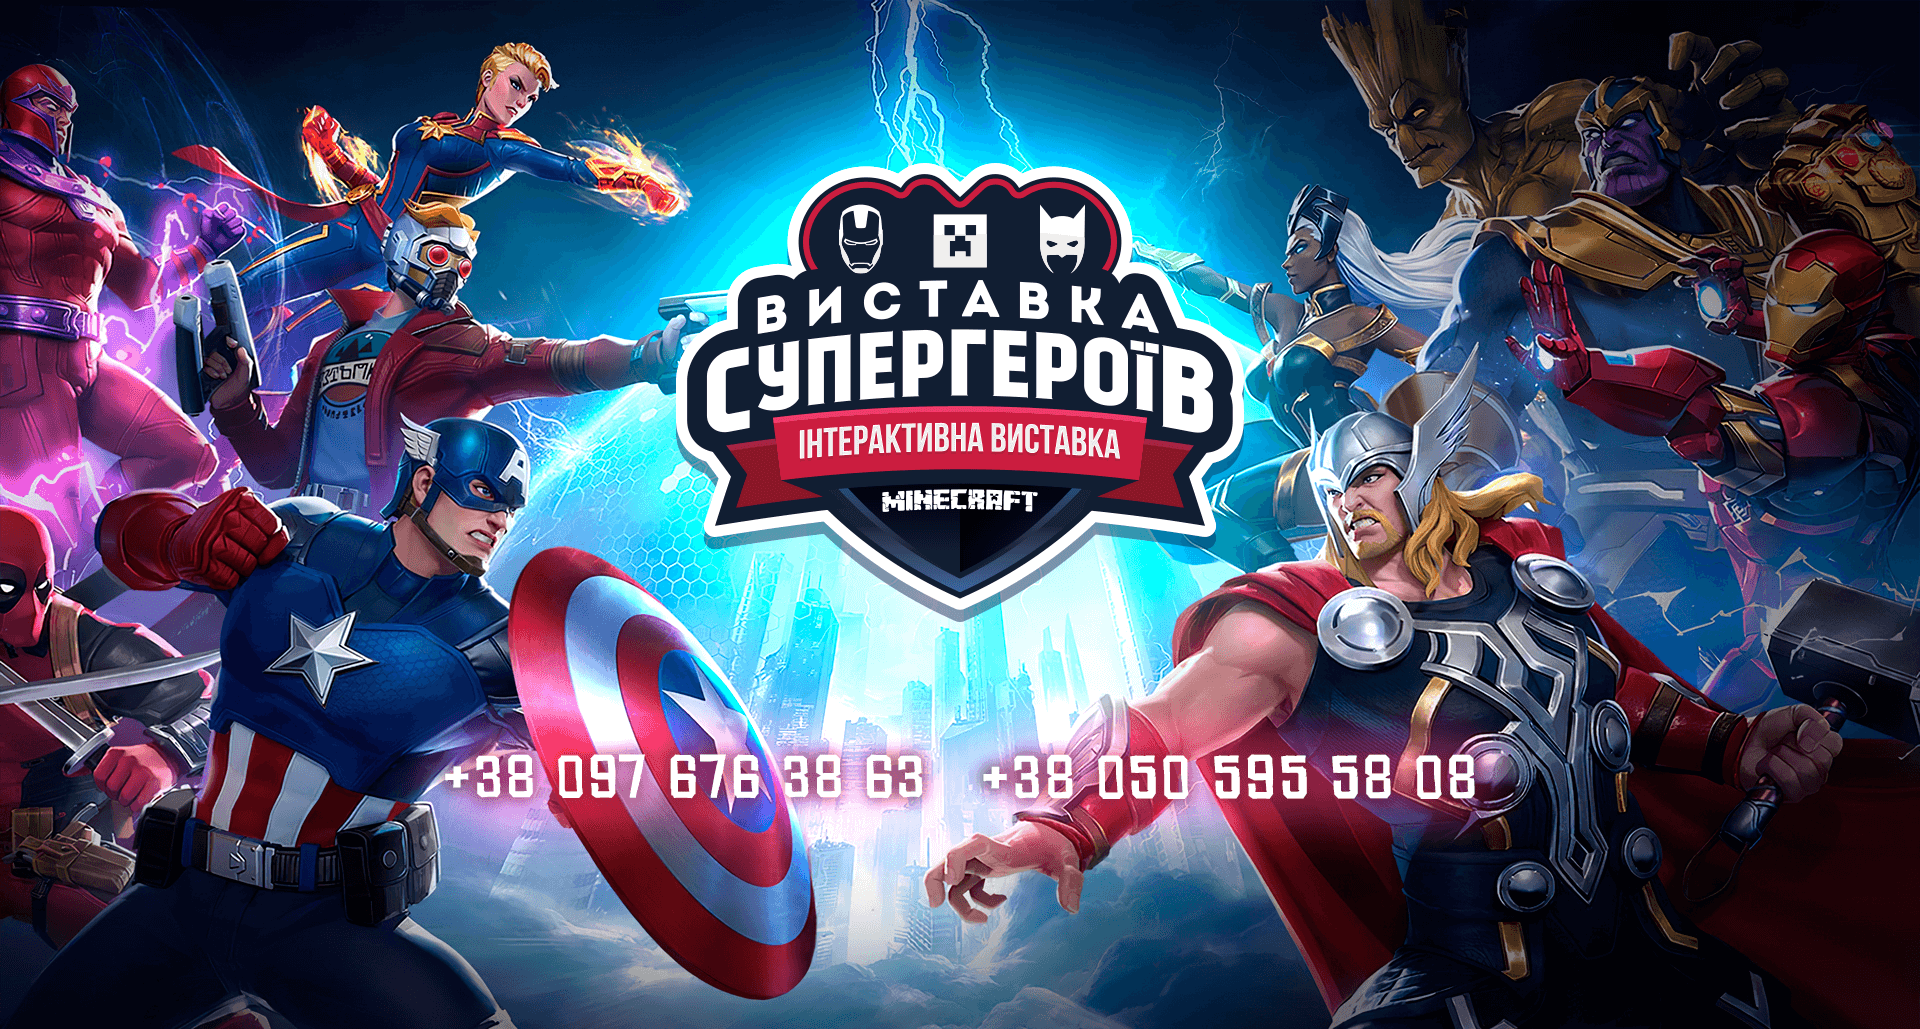 ВИСТАВКА
СУПЕРГЕРОЇВ
ІНТЕРАКТИВНА ВИСТАВКА
MINECRAFT
+38 097 676 38 63 +38 050 595 58 08